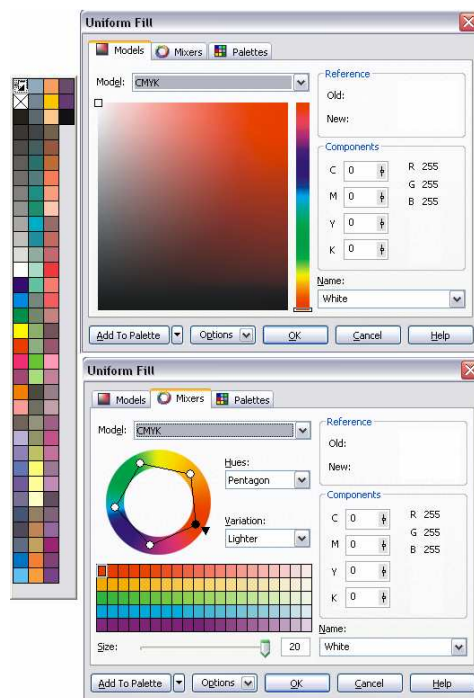 Uniform Fill
Models Mixers Palettes
Model: CMYK
Reference
Old:
New:
Components
C 0 R 255
M 0 G 255
Y 0 B 255
K 0
Name:
White
Add To Palette Options OK Cancel Help
Uniform Fill
Models Mixers Palettes
Model: CMYK
Reference
Old:
New:
Hues:
Pentagon
Variation:
Lighter
Components
C 0 R 255
M 0 G 255
Y 0 B 255
K 0
Size: 20
Name:
White
Add To Palette Options OK Cancel Help